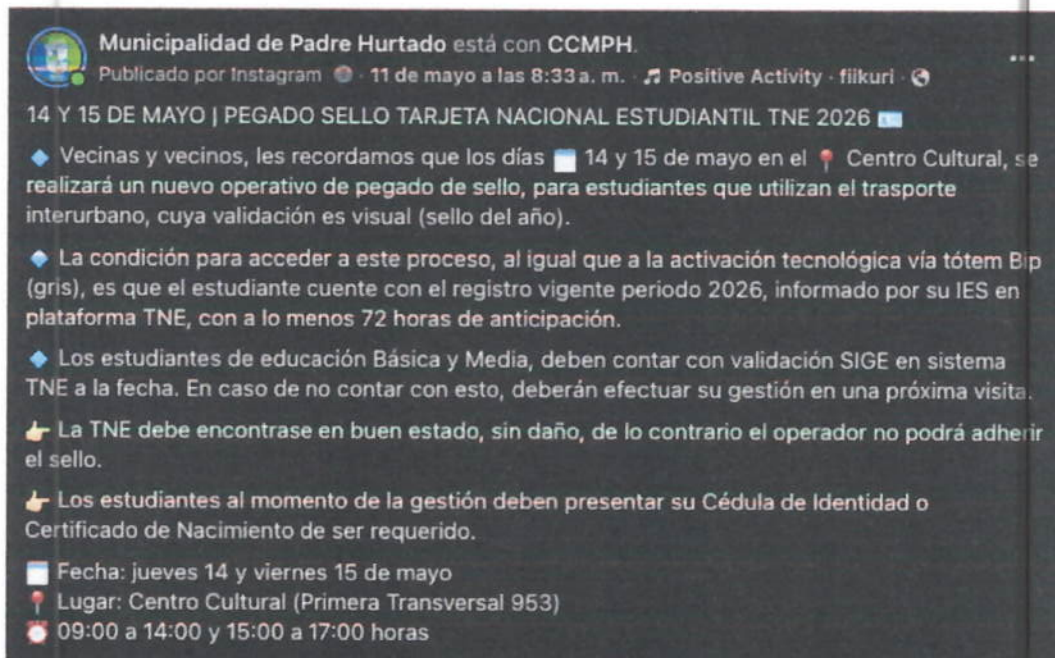 Municipalidad de Padre Hurtado está con CCMPH.
Publicado por Instagram · 11 de mayo a las 8:33 a. m. · Positive Activity · fiikuri ·
14 Y 15 DE MAYO | PEGADO SELLO TARJETA NACIONAL ESTUDIANTIL TNE 2026
Vecinas y vecinos, les recordamos que los días 14 y 15 de mayo en el Centro Cultural, se
realizará un nuevo operativo de pegado de sello, para estudiantes que utilizan el trasporte
interurbano, cuya validación es visual (sello del año).
La condición para acceder a este proceso, al igual que a la activación tecnológica vía tótem Bip
(gris), es que el estudiante cuente con el registro vigente periodo 2026, informado por su IES en
plataforma TNE, con a lo menos 72 horas de anticipación.
Los estudiantes de educación Básica y Media, deben contar con validación SIGE en sistema
TNE a la fecha. En caso de no contar con esto, deberán efectuar su gestión en una próxima visita.
La TNE debe encontrase en buen estado, sin daño, de lo contrario el operador no podrá adherir
el sello.
Los estudiantes al momento de la gestión deben presentar su Cédula de Identidad o
Certificado de Nacimiento de ser requerido.
Fecha: jueves 14 y viernes 15 de mayo
Lugar: Centro Cultural (Primera Transversal 953)
09:00 a 14:00 y 15:00 a 17:00 horas